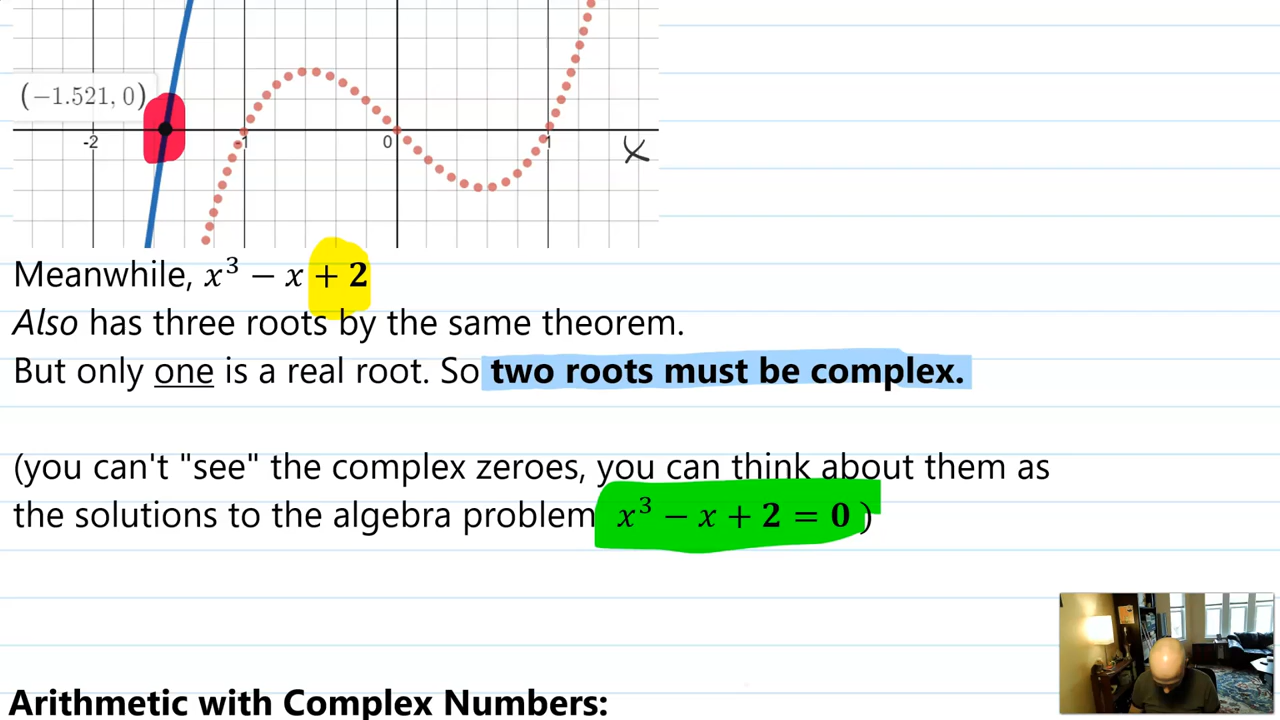 (−1.521, 0)
-2 -1 0 1 x
Meanwhile, x³ − x + 2
Also has three roots by the same theorem.
But only one is a real root. So two roots must be complex.
(you can't "see" the complex zeroes, you can think about them as
the solutions to the algebra problem x³ − x + 2 = 0 )
Arithmetic with Complex Numbers: